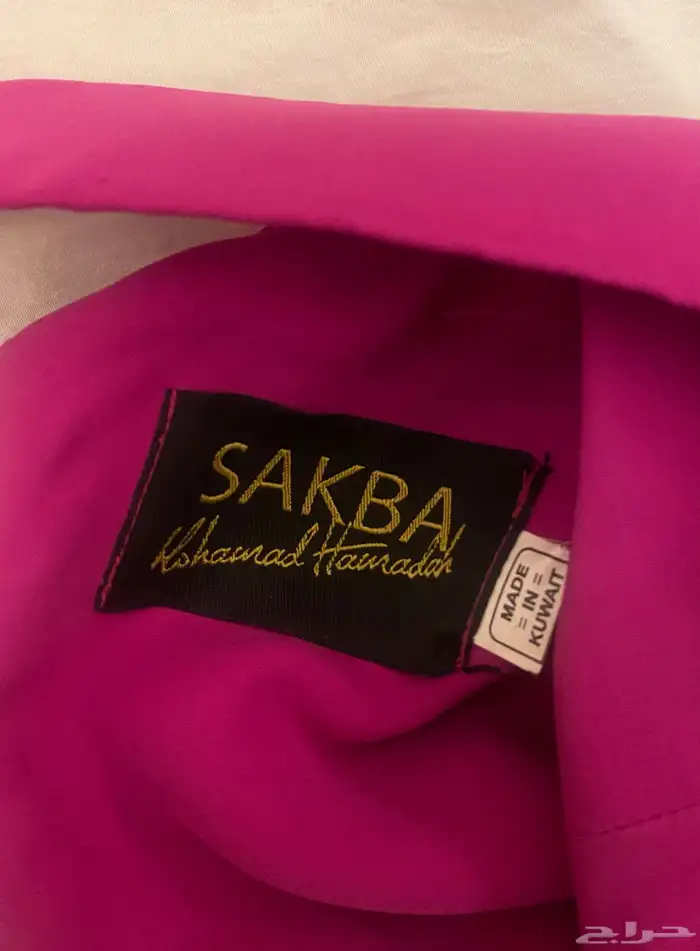 SAKBA
Mohamad Hamadah
MADE
= IN =
KUWAIT
حراج